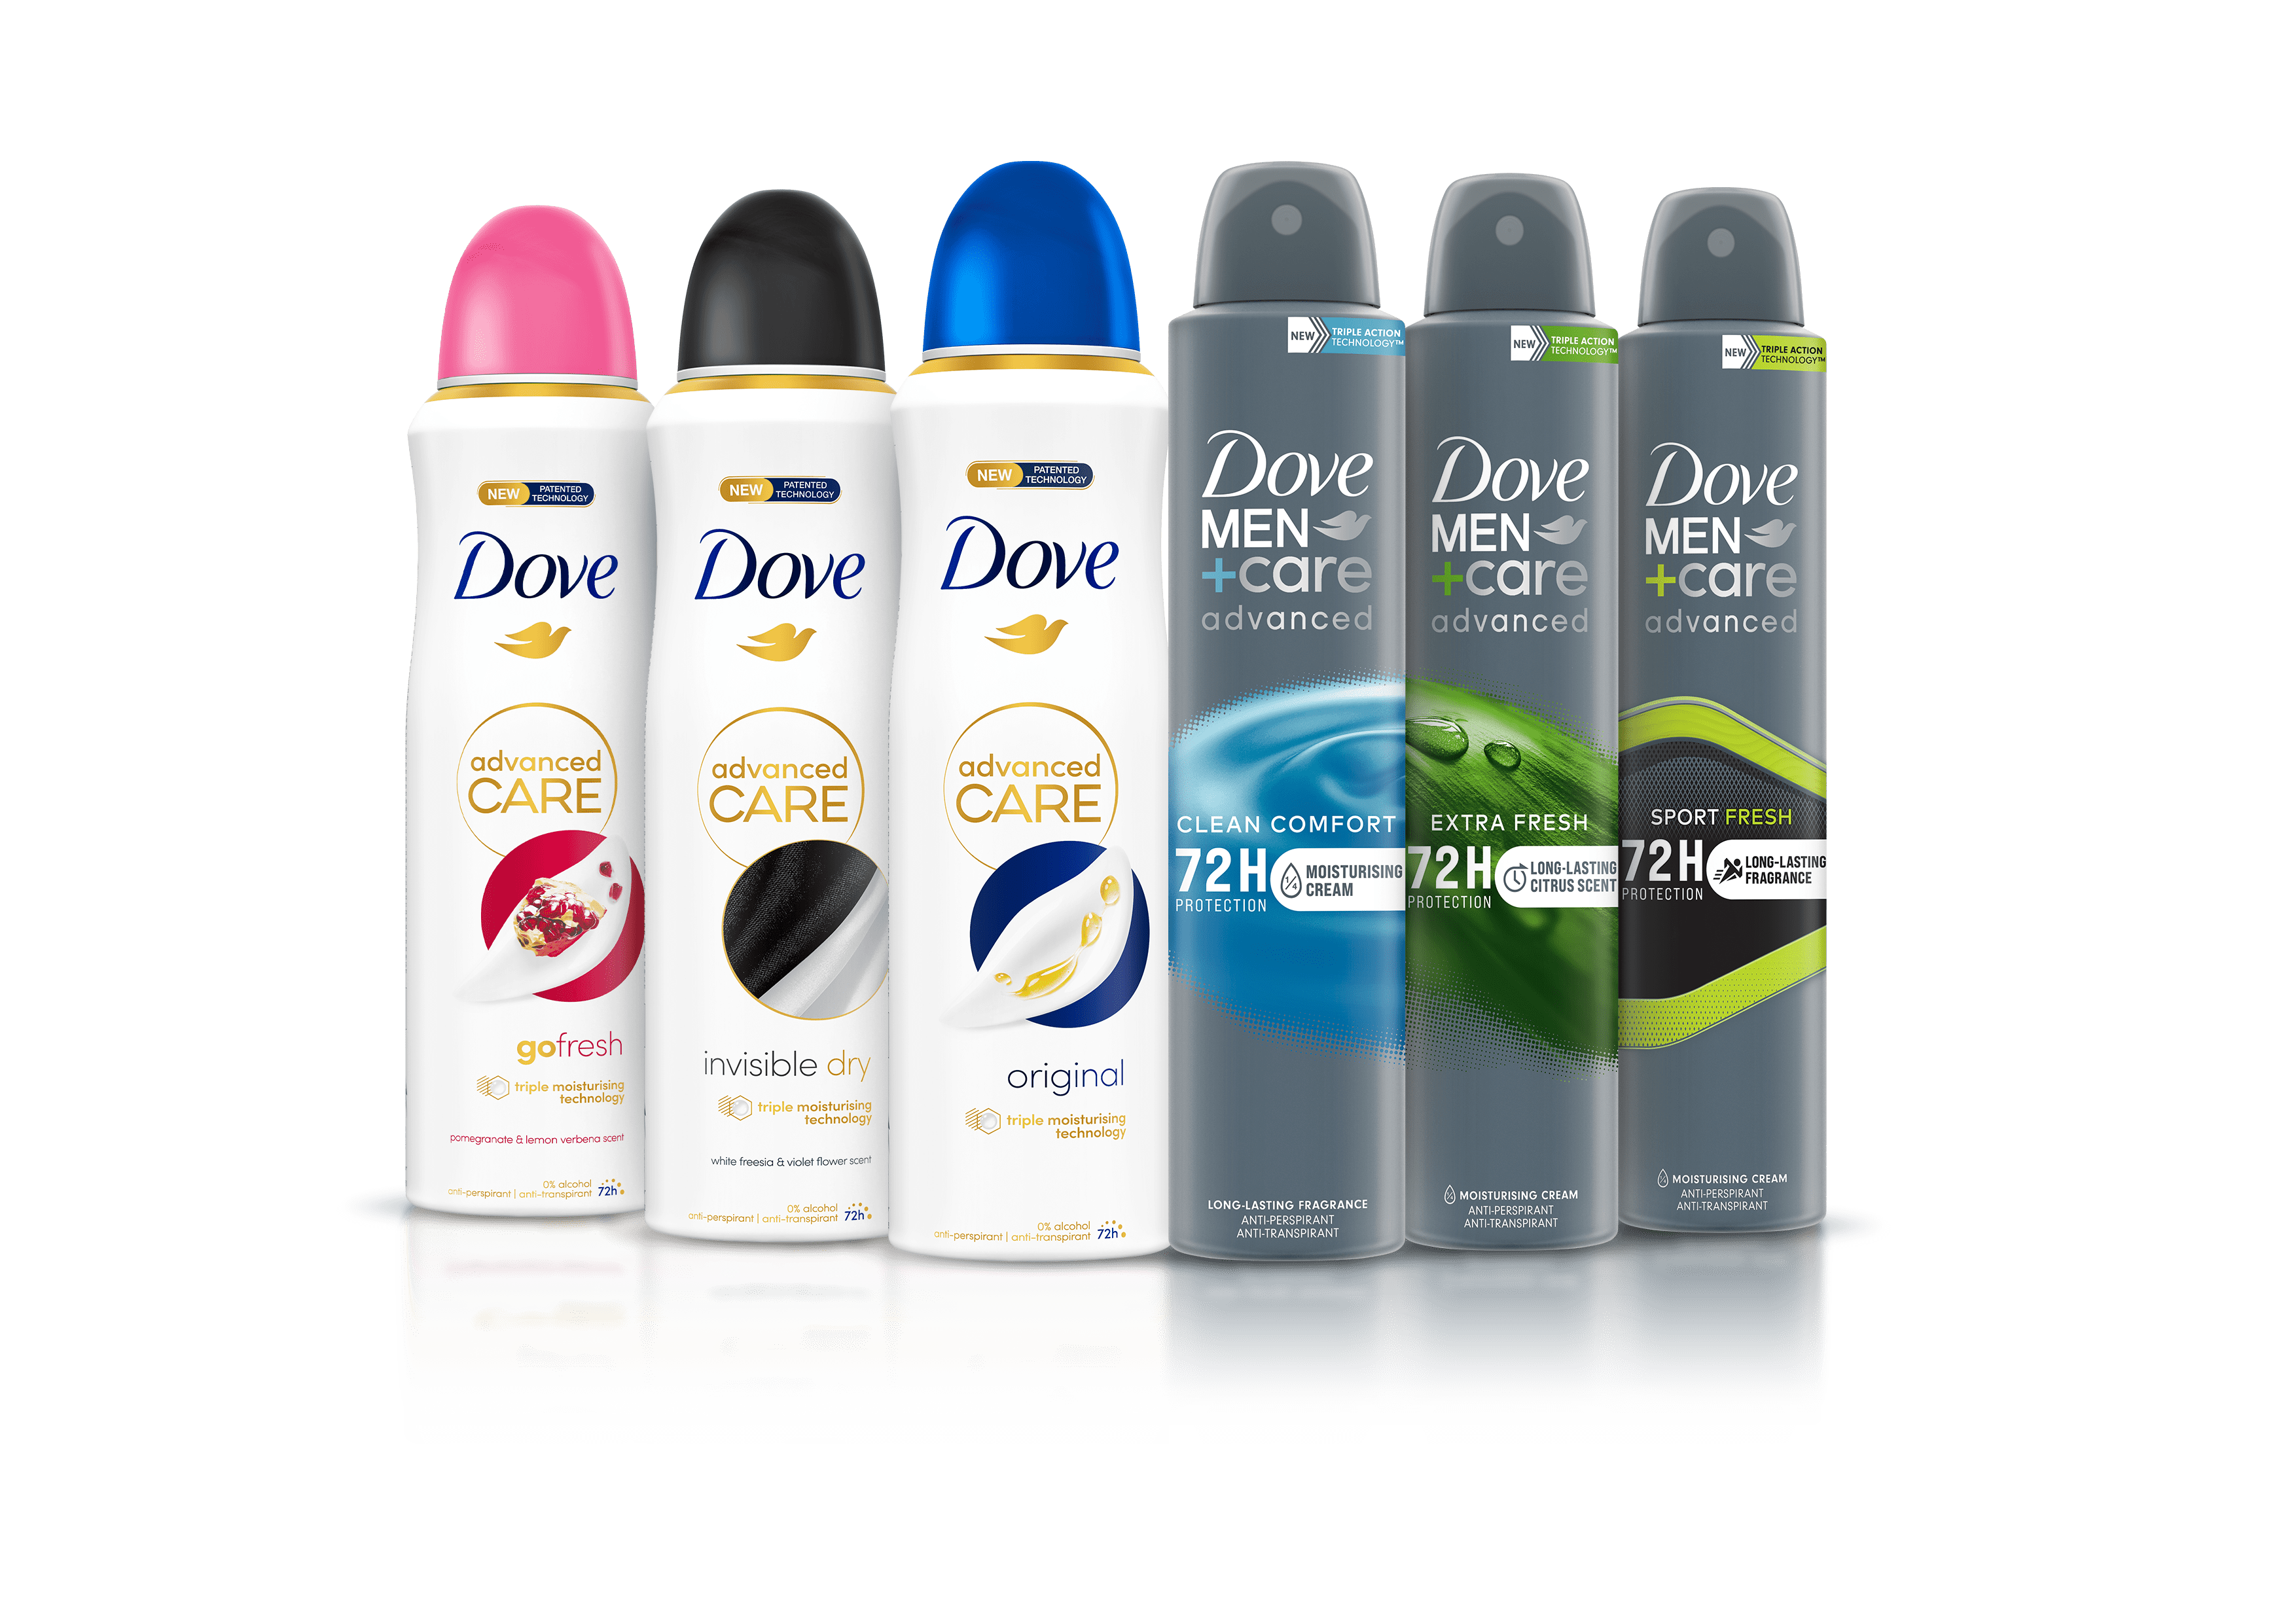 NEW PATENTED
TECHNOLOGY
Dove
advanced
CARE
gofresh
triple moisturising
technology
pomegranate & lemon verbena scent
0% alcohol
anti-perspirant | anti-transpirant 72h
NEW PATENTED
TECHNOLOGY
Dove
advanced
CARE
invisible dry
triple moisturising
technology
white freesia & violet flower scent
0% alcohol
anti-perspirant | anti-transpirant 72h
NEW PATENTED
TECHNOLOGY
Dove
advanced
CARE
original
triple moisturising
technology
0% alcohol
anti-perspirant | anti-transpirant 72h
NEW TRIPLE ACTION
TECHNOLOGY™
Dove
MEN
+care
advanced
CLEAN COMFORT
72H
PROTECTION
1/4 MOISTURISING
CREAM
LONG-LASTING FRAGRANCE
ANTI-PERSPIRANT
ANTI-TRANSPIRANT
NEW TRIPLE ACTION
TECHNOLOGY™
Dove
MEN
+care
advanced
EXTRA FRESH
72H
PROTECTION
LONG-LASTING
CITRUS SCENT
1/4 MOISTURISING CREAM
ANTI-PERSPIRANT
ANTI-TRANSPIRANT
NEW TRIPLE ACTION
TECHNOLOGY™
Dove
MEN
+care
advanced
SPORT FRESH
72H
PROTECTION
LONG-LASTING
FRAGRANCE
1/4 MOISTURISING CREAM
ANTI-PERSPIRANT
ANTI-TRANSPIRANT